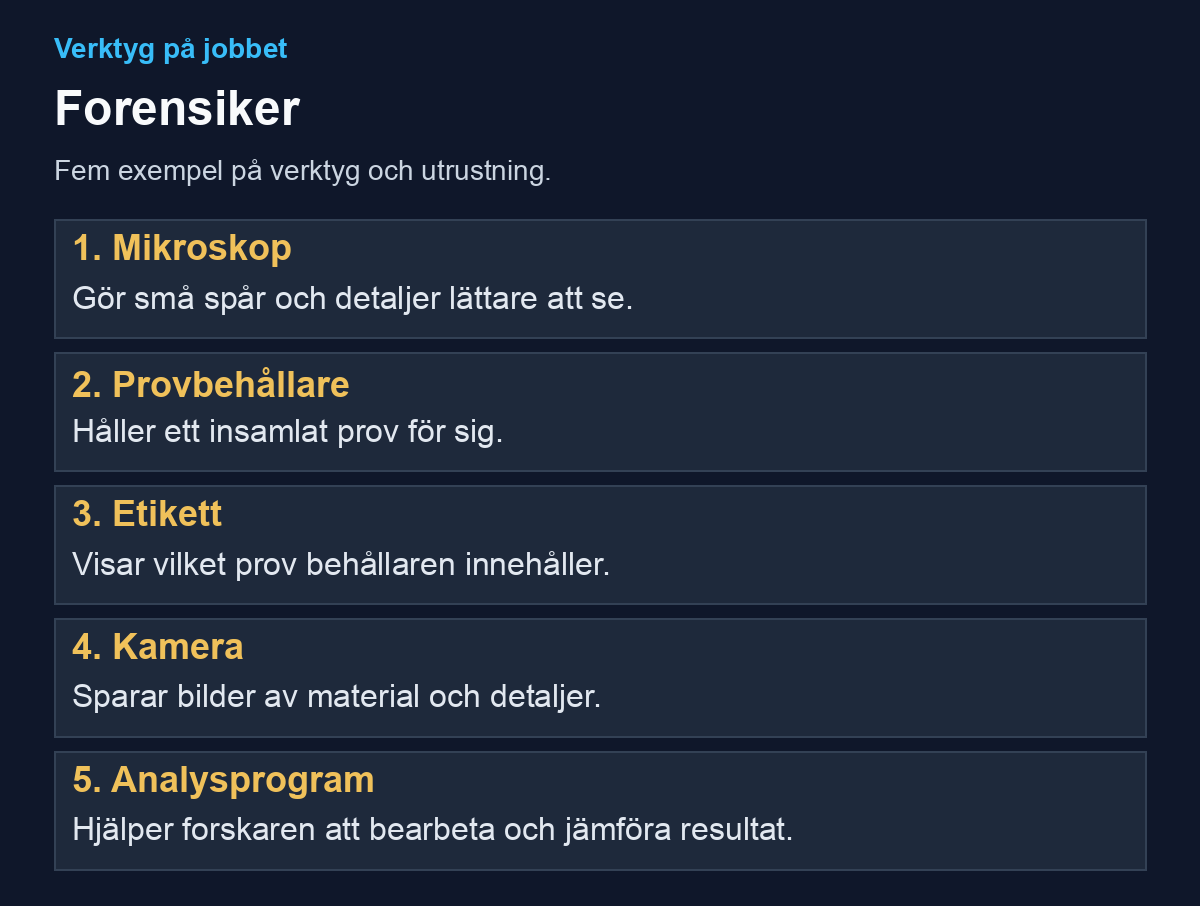 Verktyg på jobbet
Forensiker
Fem exempel på verktyg och utrustning.
1. Mikroskop
Gör små spår och detaljer lättare att se.
2. Provbehållare
Håller ett insamlat prov för sig.
3. Etikett
Visar vilket prov behållaren innehåller.
4. Kamera
Sparar bilder av material och detaljer.
5. Analysprogram
Hjälper forskaren att bearbeta och jämföra resultat.